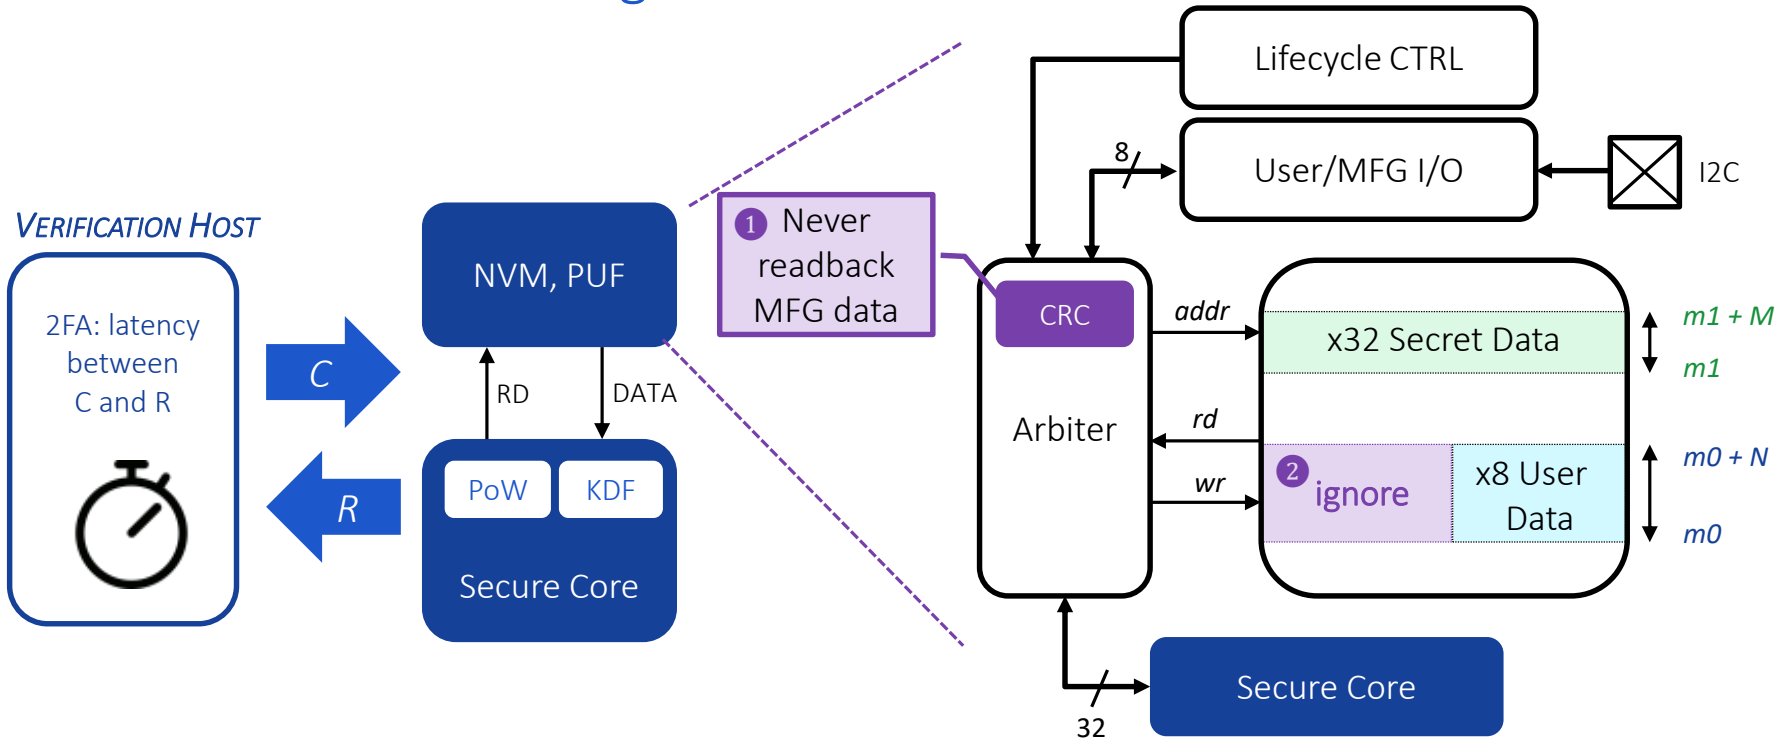 g
VERIFICATION HOST
2FA: latency
between
C and R
C
R
NVM, PUF
RD
DATA
PoW
KDF
Secure Core
1 Never
readback
MFG data
Lifecycle CTRL
8
User/MFG I/O
I2C
CRC
Arbiter
addr
rd
wr
x32 Secret Data
m1 + M
m1
2
ignore
x8 User
Data
m0 + N
m0
32
Secure Core